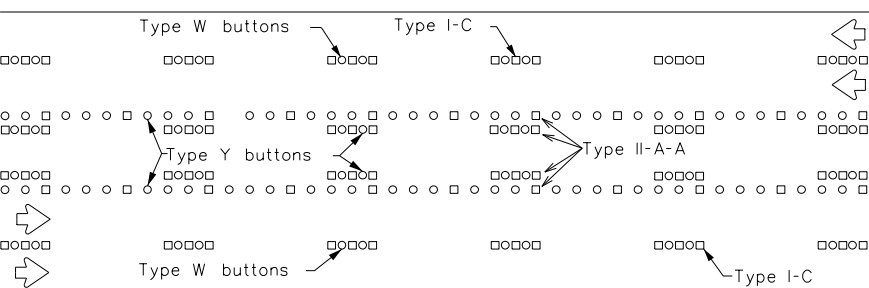 Type W buttons
Type I-C
Type Y buttons
Type II-A-A
Type W buttons
Type I-C